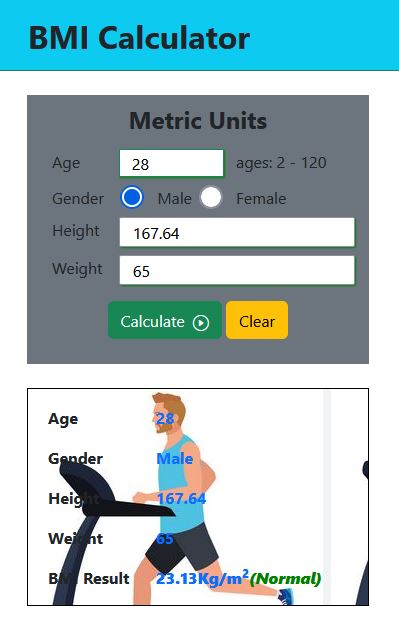 BMI Calculator
Metric Units
Age 28 ages: 2 - 120
Gender Male Female
Height 167.64
Weight 65
Calculate Clear
Age 28
Gender Male
Height 167.64
Weight 65
BMI Result 23.13Kg/m²(Normal)